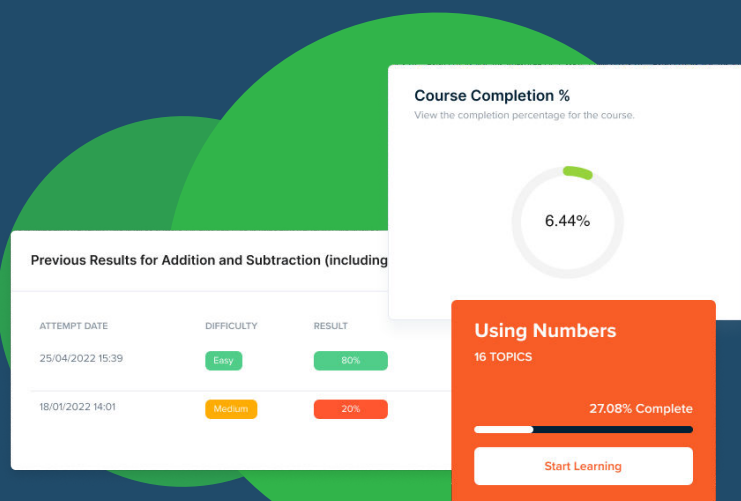 Course Completion %
View the completion percentage for the course.
6.44%
Previous Results for Addition and Subtraction (including
ATTEMPT DATE DIFFICULTY RESULT
25/04/2022 15:39 Easy 80%
18/01/2022 14:01 Medium 20%
Using Numbers
16 TOPICS
27.08% Complete
Start Learning